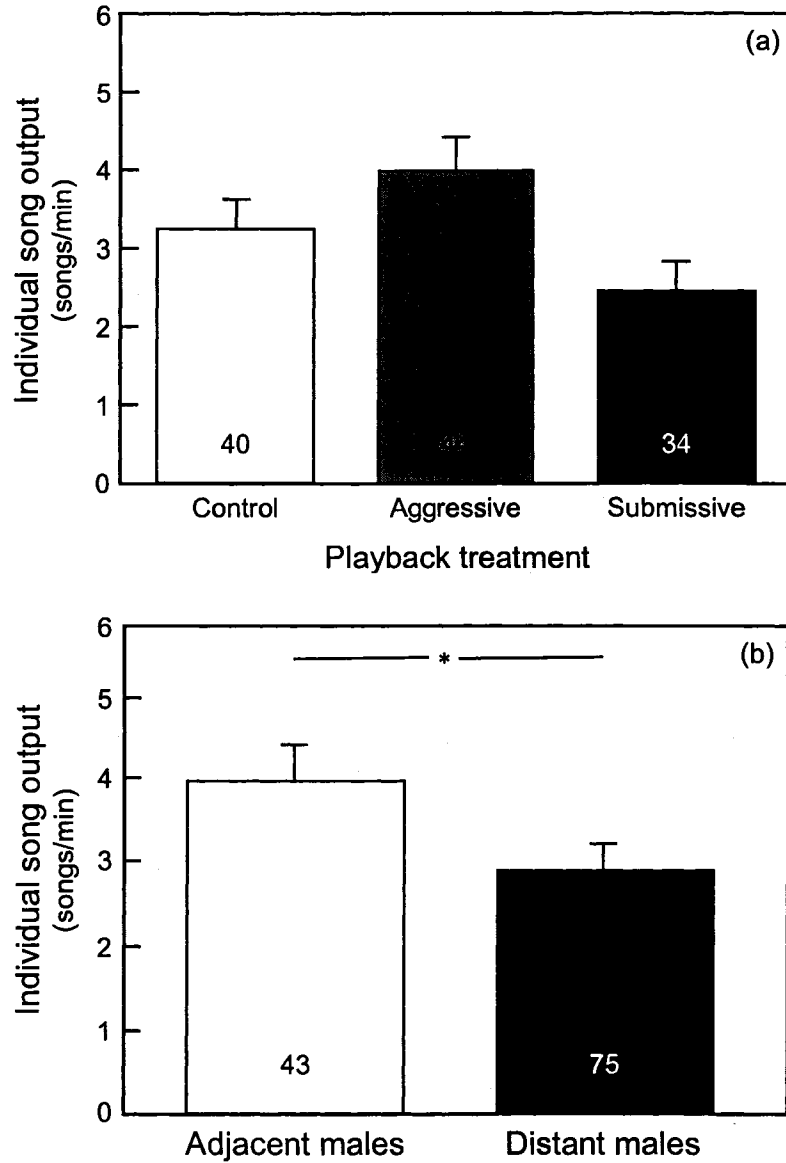 (a)
Individual song output
(songs/min)
6
5
4
3
2
1
0
40
34
Control
Aggressive
Submissive
Playback treatment
(b)
Individual song output
(songs/min)
6
5
4
3
2
1
0
*
43
75
Adjacent males
Distant males